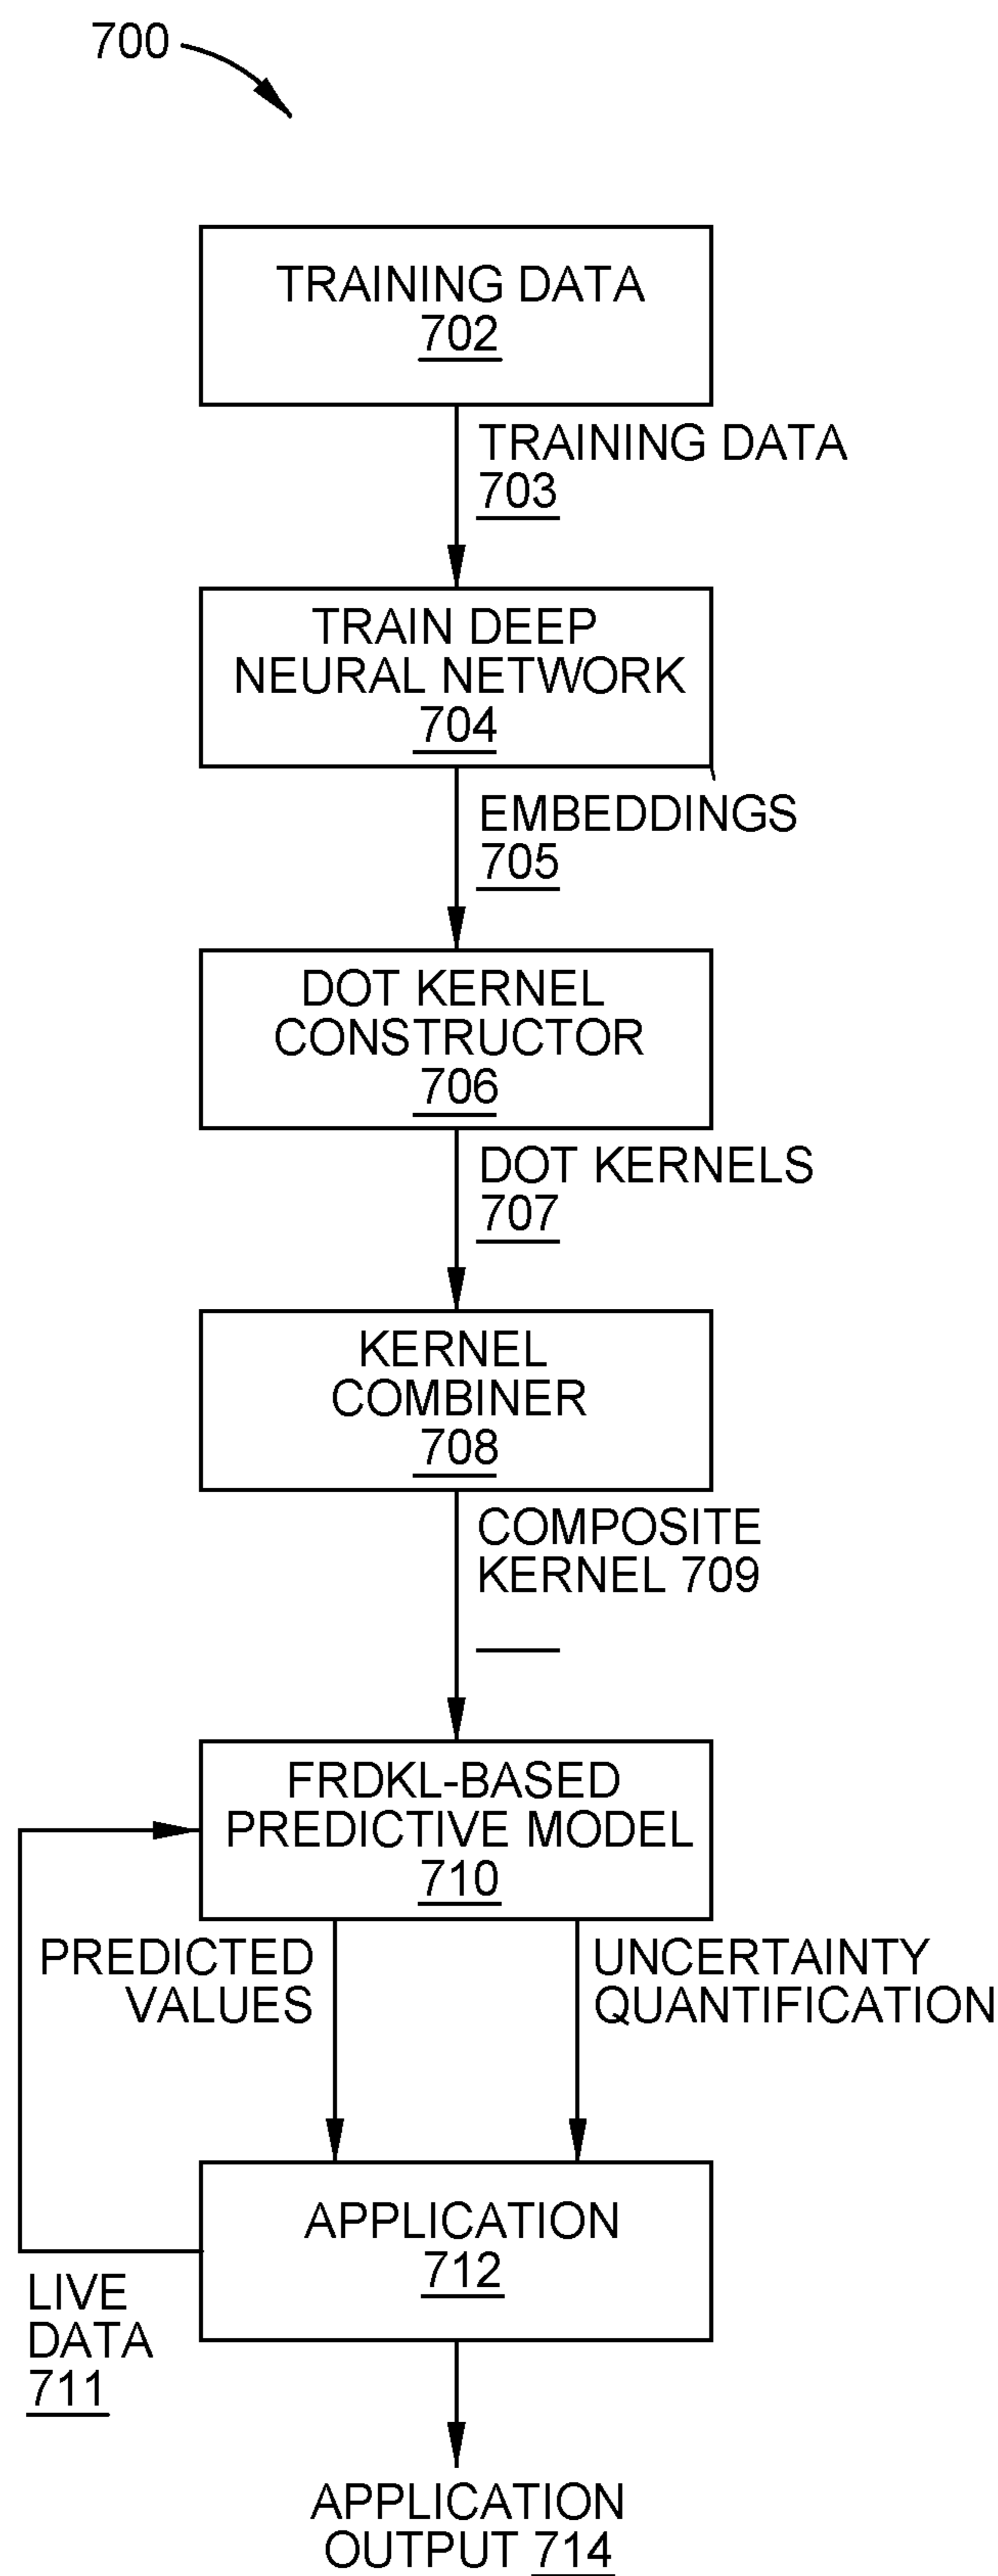 700
TRAINING DATA
702
TRAINING DATA
703
TRAIN DEEP
NEURAL NETWORK
704
EMBEDDINGS
705
DOT KERNEL
CONSTRUCTOR
706
DOT KERNELS
707
KERNEL
COMBINER
708
COMPOSITE
KERNEL 709
FRDKL-BASED
PREDICTIVE MODEL
710
PREDICTED
VALUES
UNCERTAINTY
QUANTIFICATION
APPLICATION
712
LIVE
DATA
711
APPLICATION
OUTPUT 714